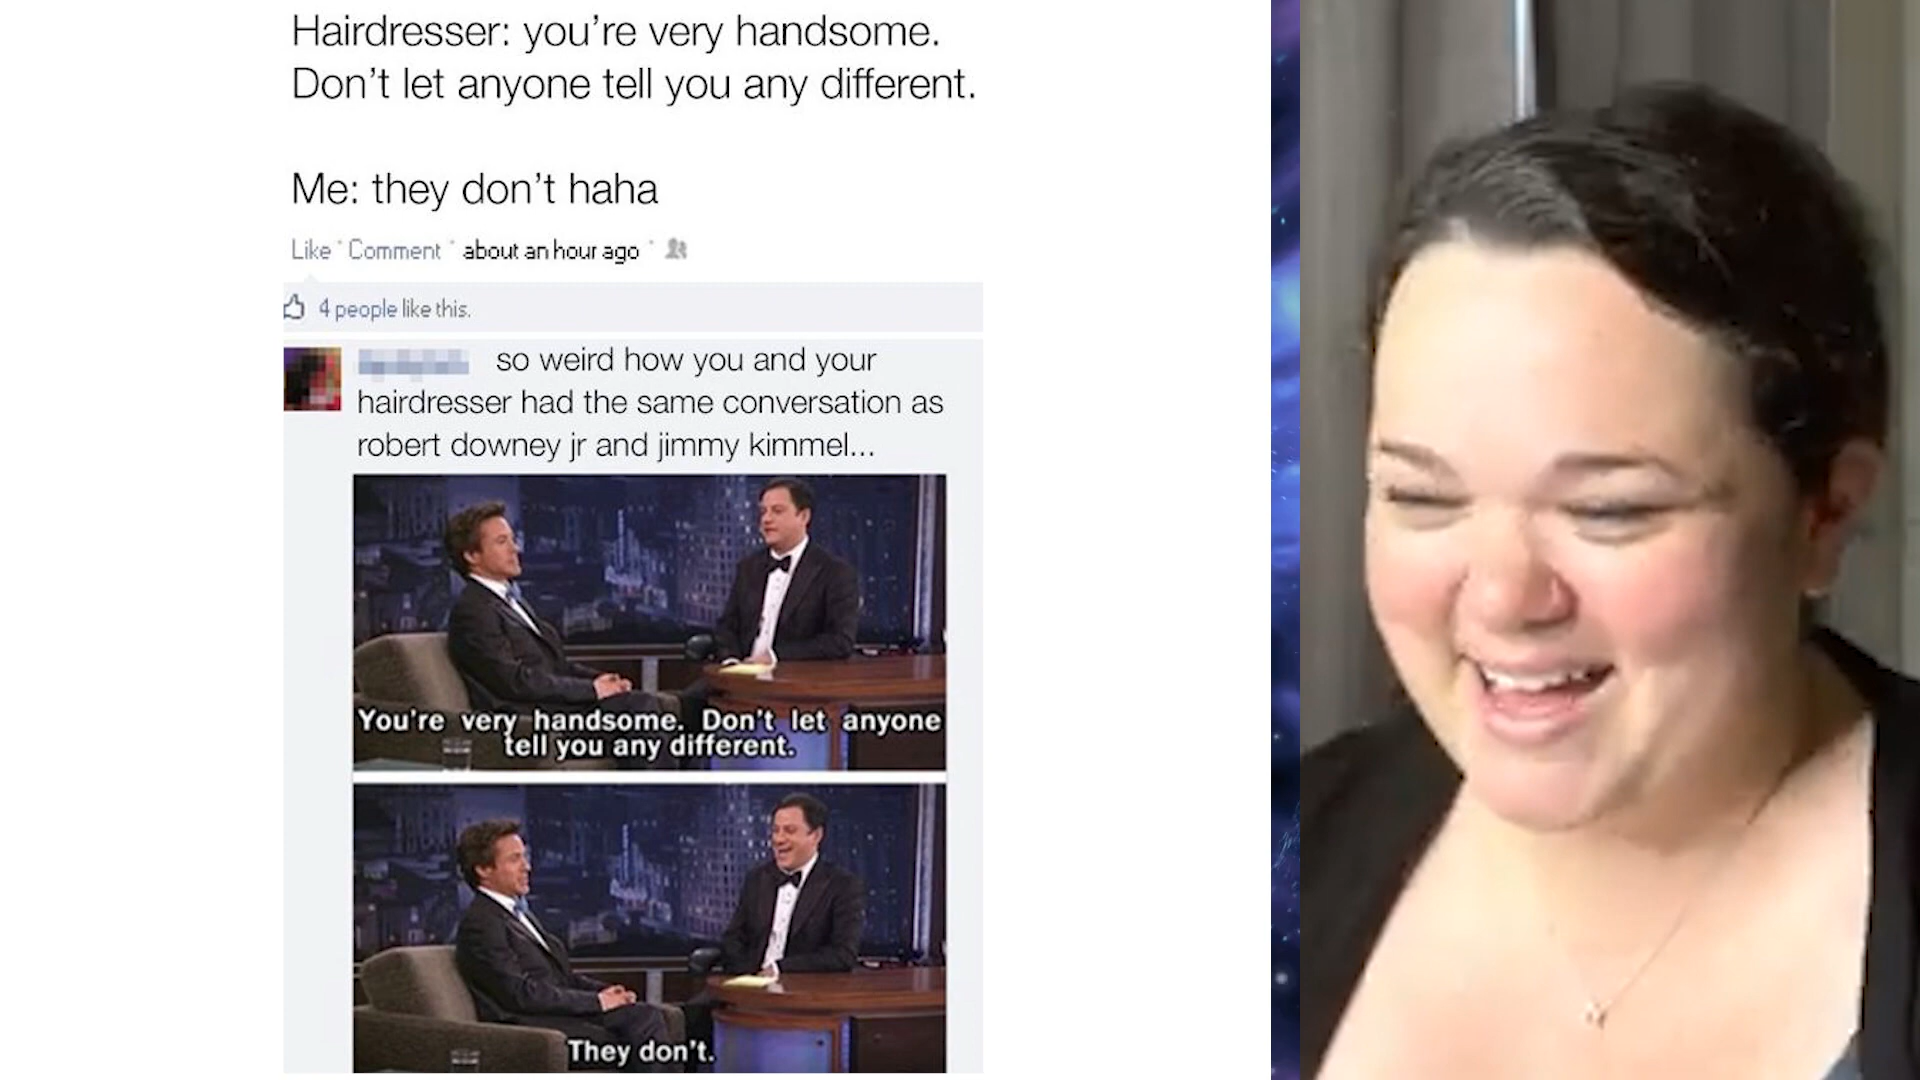 Hairdresser: you're very handsome.
Don't let anyone tell you any different.
Me: they don't haha
Like · Comment · about an hour ago ·
4 people like this.
so weird how you and your
hairdresser had the same conversation as
robert downey jr and jimmy kimmel...
You're very handsome. Don't let anyone
tell you any different.
They don't.